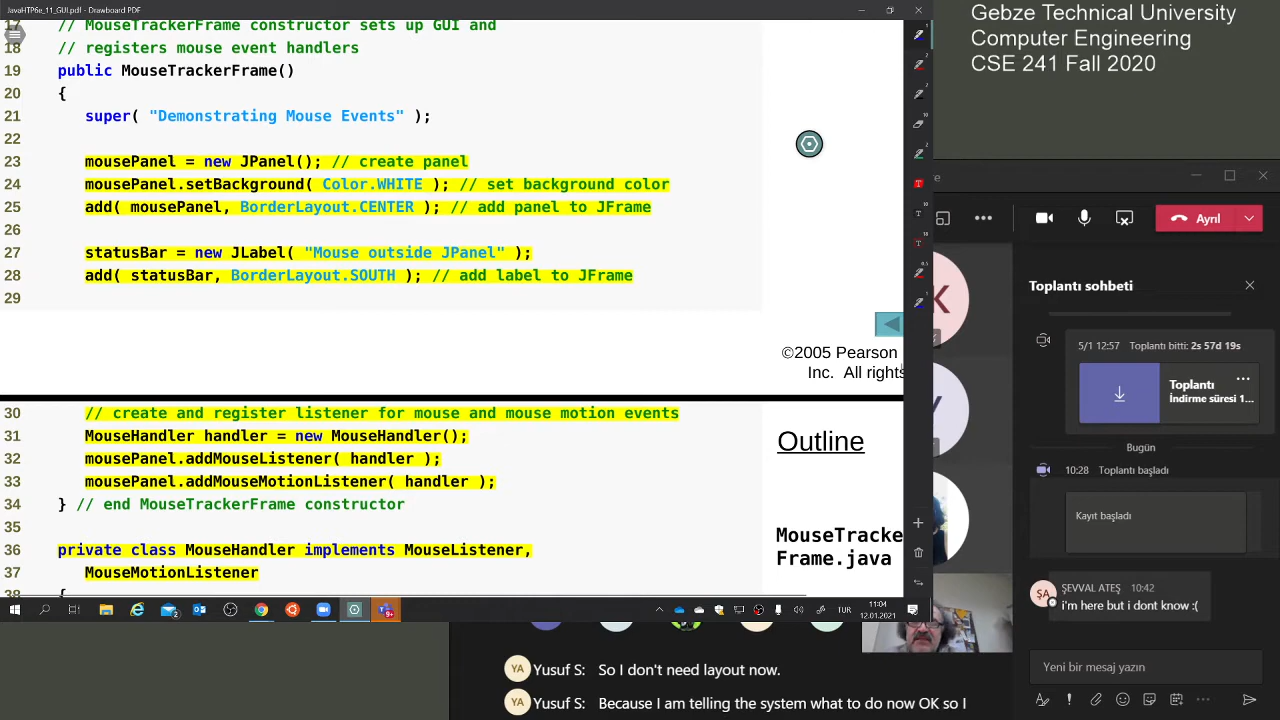 JavaHTP6e_11_GUI.pdf - Drawboard PDF
17 // MouseTrackerFrame constructor sets up GUI and
18 // registers mouse event handlers
19 public MouseTrackerFrame()
20 {
21 super( "Demonstrating Mouse Events" );
22
23 mousePanel = new JPanel(); // create panel
24 mousePanel.setBackground( Color.WHITE ); // set background color
25 add( mousePanel, BorderLayout.CENTER ); // add panel to JFrame
26
27 statusBar = new JLabel( "Mouse outside JPanel" );
28 add( statusBar, BorderLayout.SOUTH ); // add label to JFrame
29
©2005 Pearson
Inc. All rights
30 // create and register listener for mouse and mouse motion events
31 MouseHandler handler = new MouseHandler();
32 mousePanel.addMouseListener( handler );
33 mousePanel.addMouseMotionListener( handler );
34 } // end MouseTrackerFrame constructor
35
36 private class MouseHandler implements MouseListener,
37 MouseMotionListener
38 {
Outline
MouseTracke
Frame.java
TUR
11:04
12.01.2021
Gebze Technical University
Computer Engineering
CSE 241 Fall 2020
Ayrıl
K
Y
Toplantı sohbeti
5/1 12:57 Toplantı bitti: 2s 57d 19s
Toplantı
İndirme süresi 1...
Bugün
10:28 Toplantı başladı
Kayıt başladı
ŞA
ŞEVVAL ATEŞ 10:42
i'm here but i dont know :(
Yeni bir mesaj yazın
YA Yusuf S: So I don't need layout now.
YA Yusuf S: Because I am telling the system what to do now OK so I